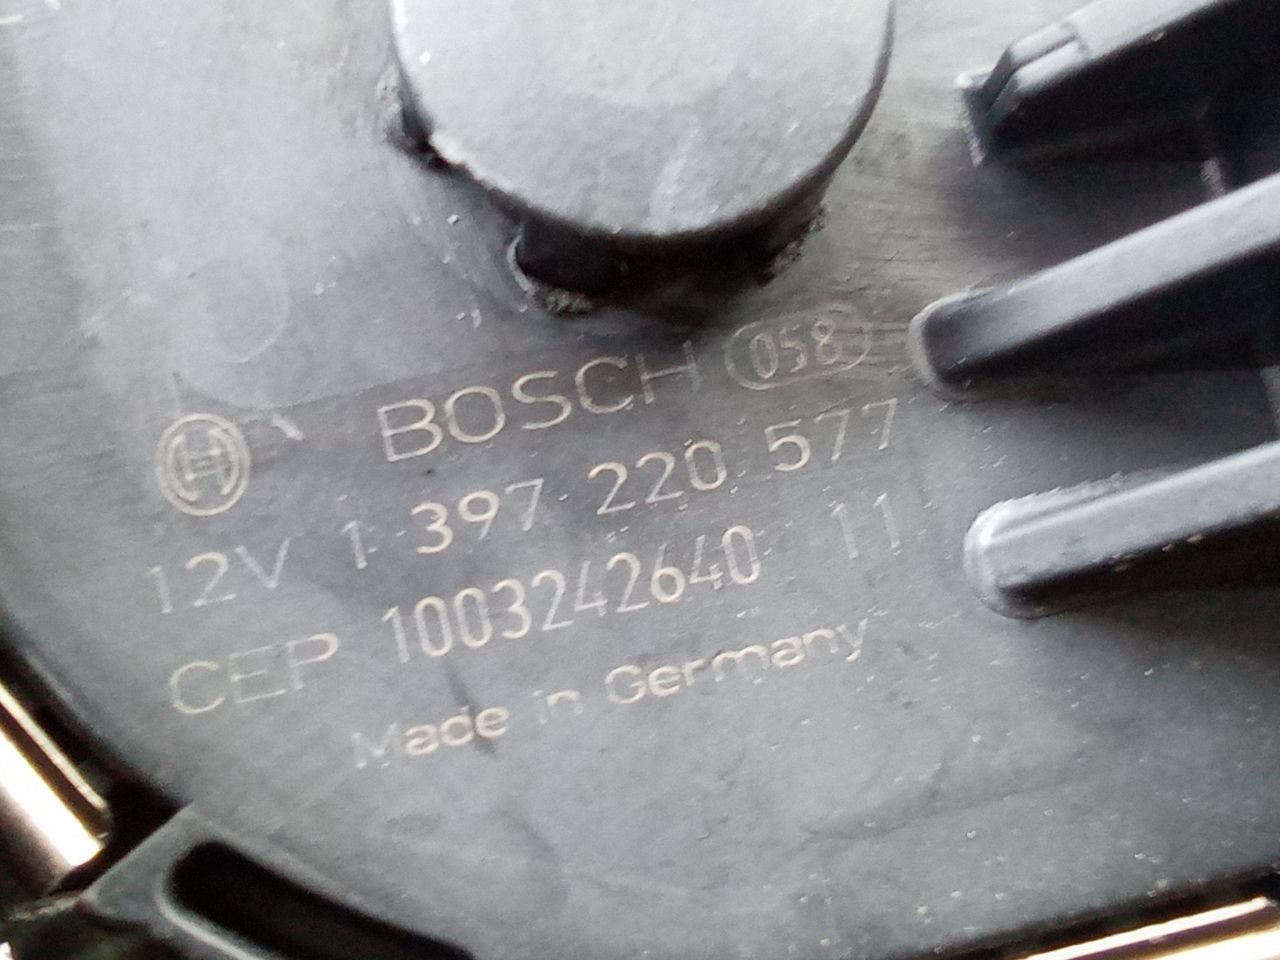 BOSCH 058
12V 1 397 220 577
CEP 1003242640 11
Made in Germany